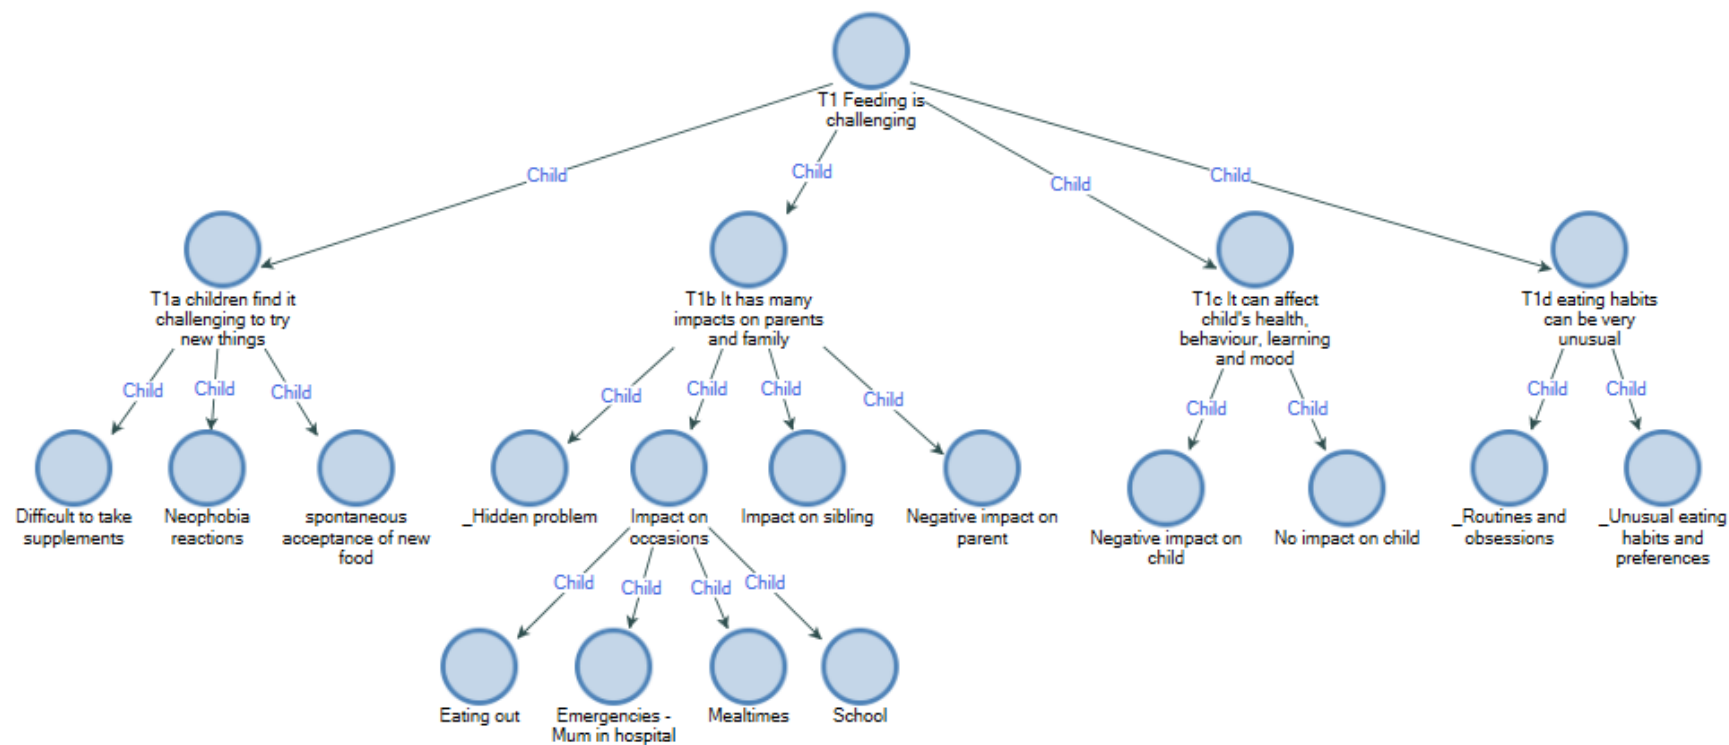 T1 Feeding is
challenging
Child
Child
Child
Child
T1a children find it
challenging to try
new things
T1b It has many
impacts on parents
and family
T1c It can affect
child's health,
behaviour, learning
and mood
T1d eating habits
can be very
unusual
Child
Child
Child
Child
Child
Child
Child
Child
Child
Child
Child
Difficult to take
supplements
Neophobia
reactions
spontaneous
acceptance of new
food
_Hidden problem
Impact on
occasions
Impact on sibling
Negative impact on
parent
Negative impact on
child
No impact on child
_Routines and
obsessions
_Unusual eating
habits and
preferences
Child
Child
Child
Child
Eating out
Emergencies -
Mum in hospital
Mealtimes
School